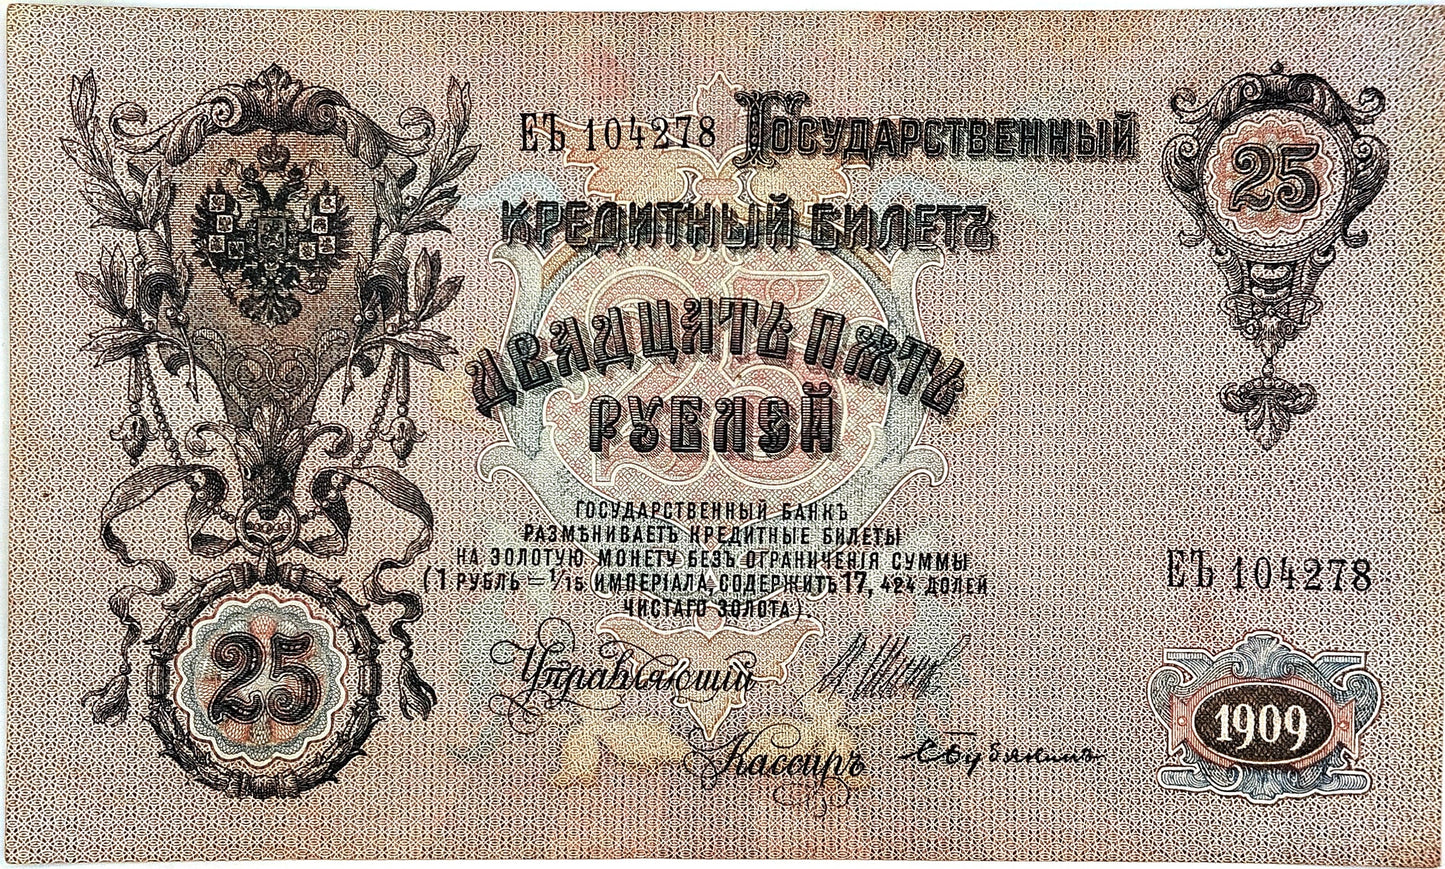 ЕЪ 104278 ГОСУДАРСТВЕННЫЙ
КРЕДИТНЫЙ БИЛЕТЪ
25
ДВАДЦАТЬ ПЯТЬ
РУБЛЕЙ
25
ГОСУДАРСТВЕННЫЙ БАНКЪ
РАЗМѢНИВАЕТЪ КРЕДИТНЫЕ БИЛЕТЫ
НА ЗОЛОТУЮ МОНЕТУ БЕЗЪ ОГРАНИЧЕНІЯ СУММЫ
(1 РУБЛЬ = 1/15 ИМПЕРІАЛА, СОДЕРЖИТЪ 17, 424 ДОЛЕЙ
ЧИСТАГО ЗОЛОТА).
ЕЪ 104278
25
Управляющій
Кассиръ
1909